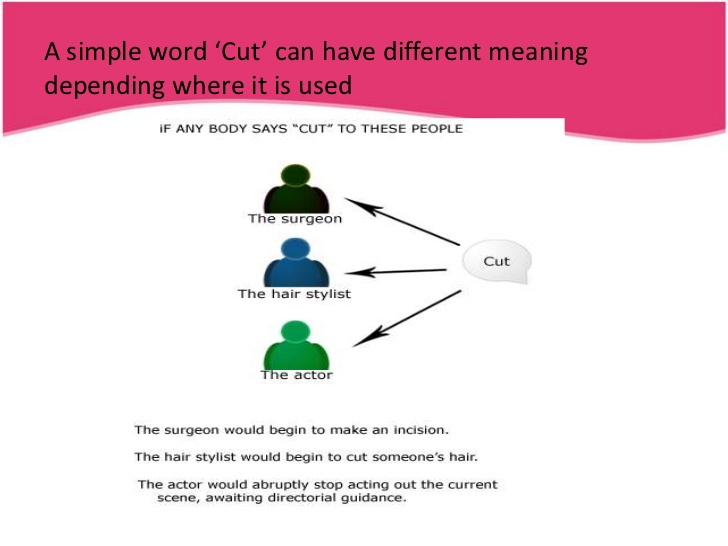 A simple word ‘Cut’ can have different meaning
depending where it is used
iF ANY BODY SAYS “CUT” TO THESE PEOPLE
The surgeon
Cut
The hair stylist
The actor
The surgeon would begin to make an incision.
The hair stylist would begin to cut someone’s hair.
The actor would abruptly stop acting out the current
scene, awaiting directorial guidance.